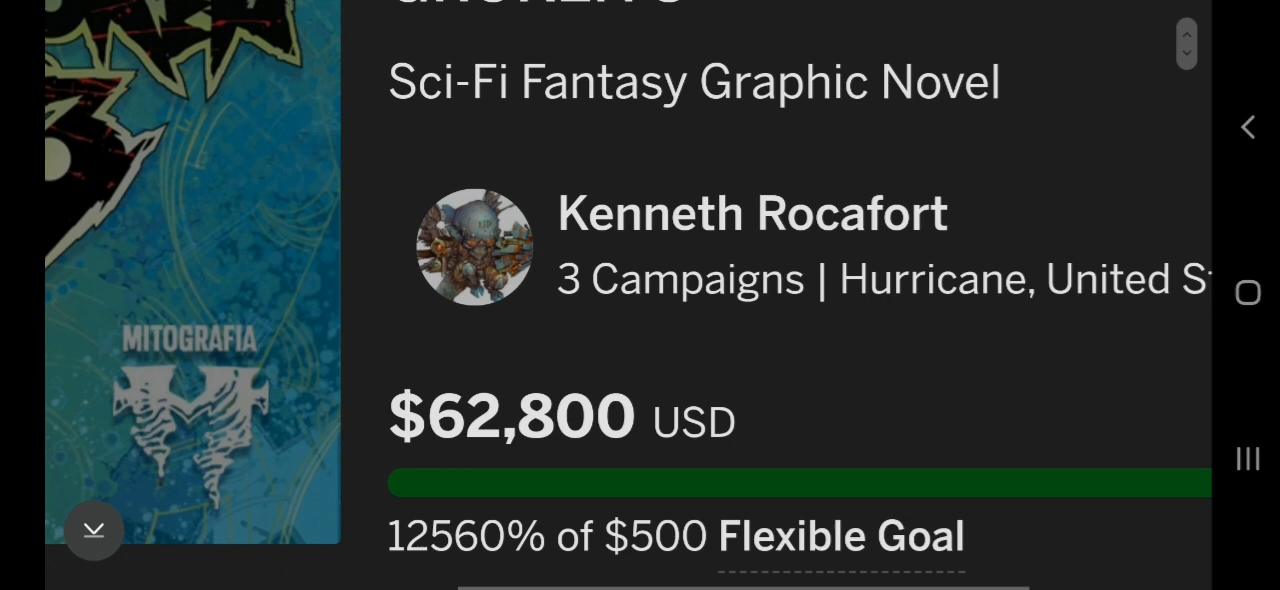 Sci-Fi Fantasy Graphic Novel
Kenneth Rocafort
3 Campaigns | Hurricane, United
MITOGRAFIA
$62,800 USD
12560% of $500 Flexible Goal